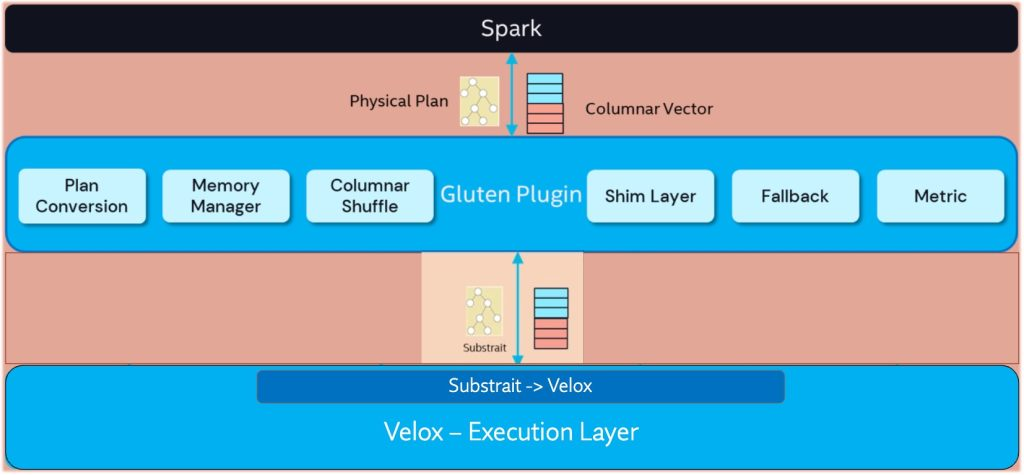 Spark
Physical Plan
Columnar Vector
Plan
Conversion
Memory
Manager
Columnar
Shuffle
Gluten Plugin
Shim Layer
Fallback
Metric
Substrait
Substrait -> Velox
Velox – Execution Layer